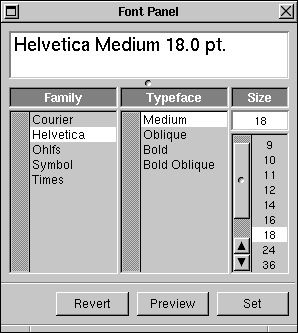 Font Panel
Helvetica Medium 18.0 pt.
Family
Typeface
Size
Courier
Helvetica
Ohlfs
Symbol
Times
Medium
Oblique
Bold
Bold Oblique
18
9
10
11
12
14
16
18
24
36
Revert
Preview
Set